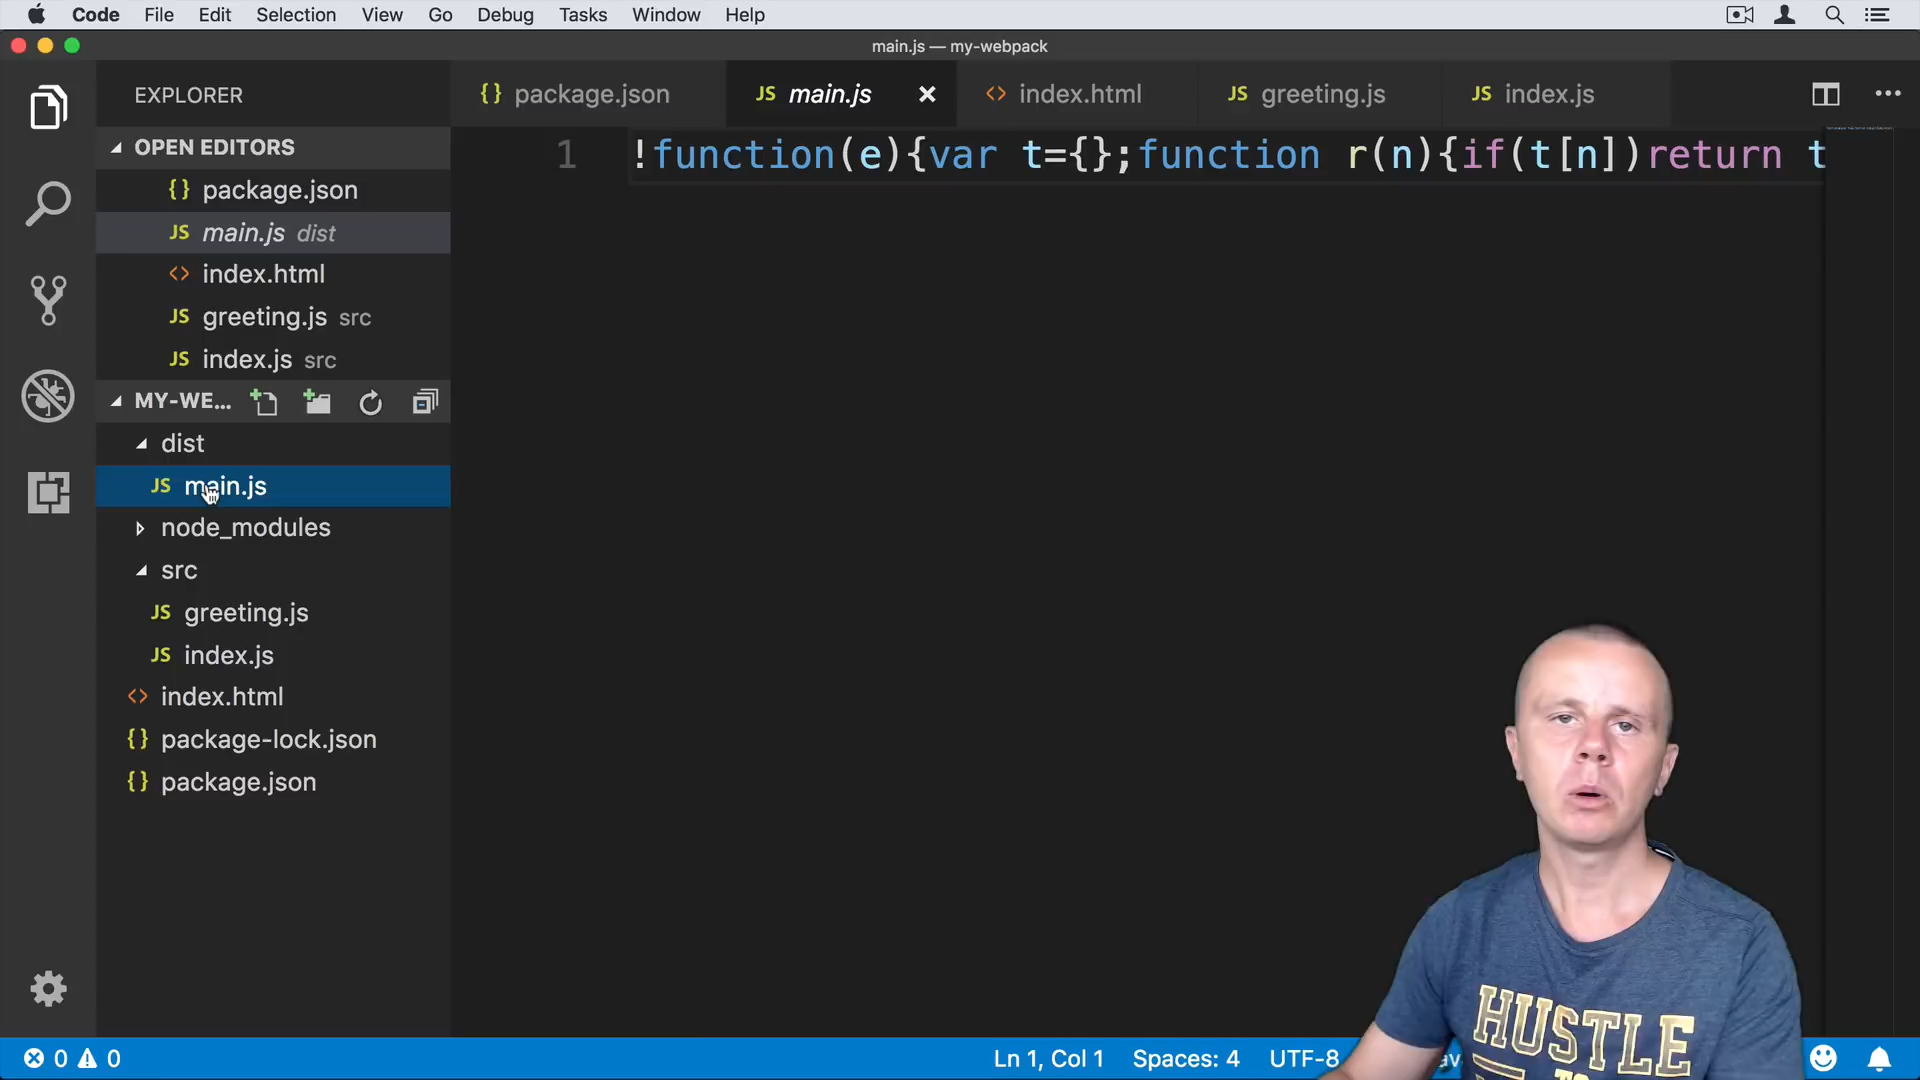 Code File Edit Selection View Go Debug Tasks Window Help
main.js — my-webpack
EXPLORER
OPEN EDITORS
{} package.json
JS main.js dist
<> index.html
JS greeting.js src
JS index.js src
MY-WE...
dist
JS main.js
node_modules
src
JS greeting.js
JS index.js
<> index.html
{} package-lock.json
{} package.json
{} package.json JS main.js <> index.html JS greeting.js JS index.js
1 !function(e){var t={};function r(n){if(t[n])return t
HUSTLE
TO
0 0 Ln 1, Col 1 Spaces: 4 UTF-8